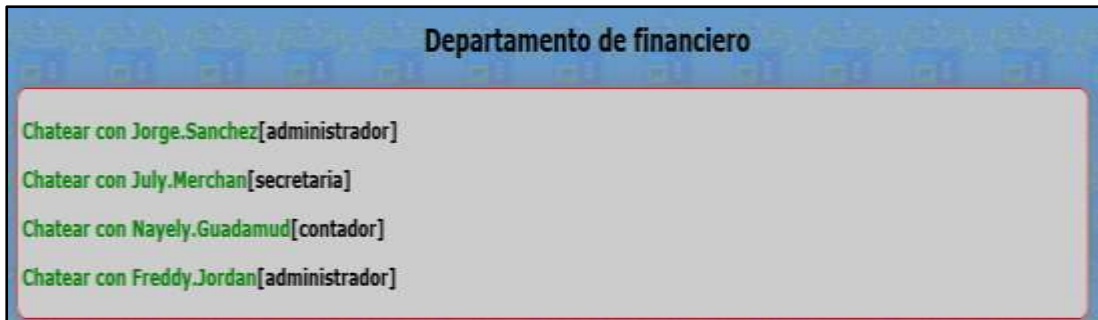 Departamento de financiero
Chatear con Jorge.Sanchez[administrador]
Chatear con July.Merchan[secretaria]
Chatear con Nayely.Guadamud[contador]
Chatear con Freddy.Jordan[administrador]